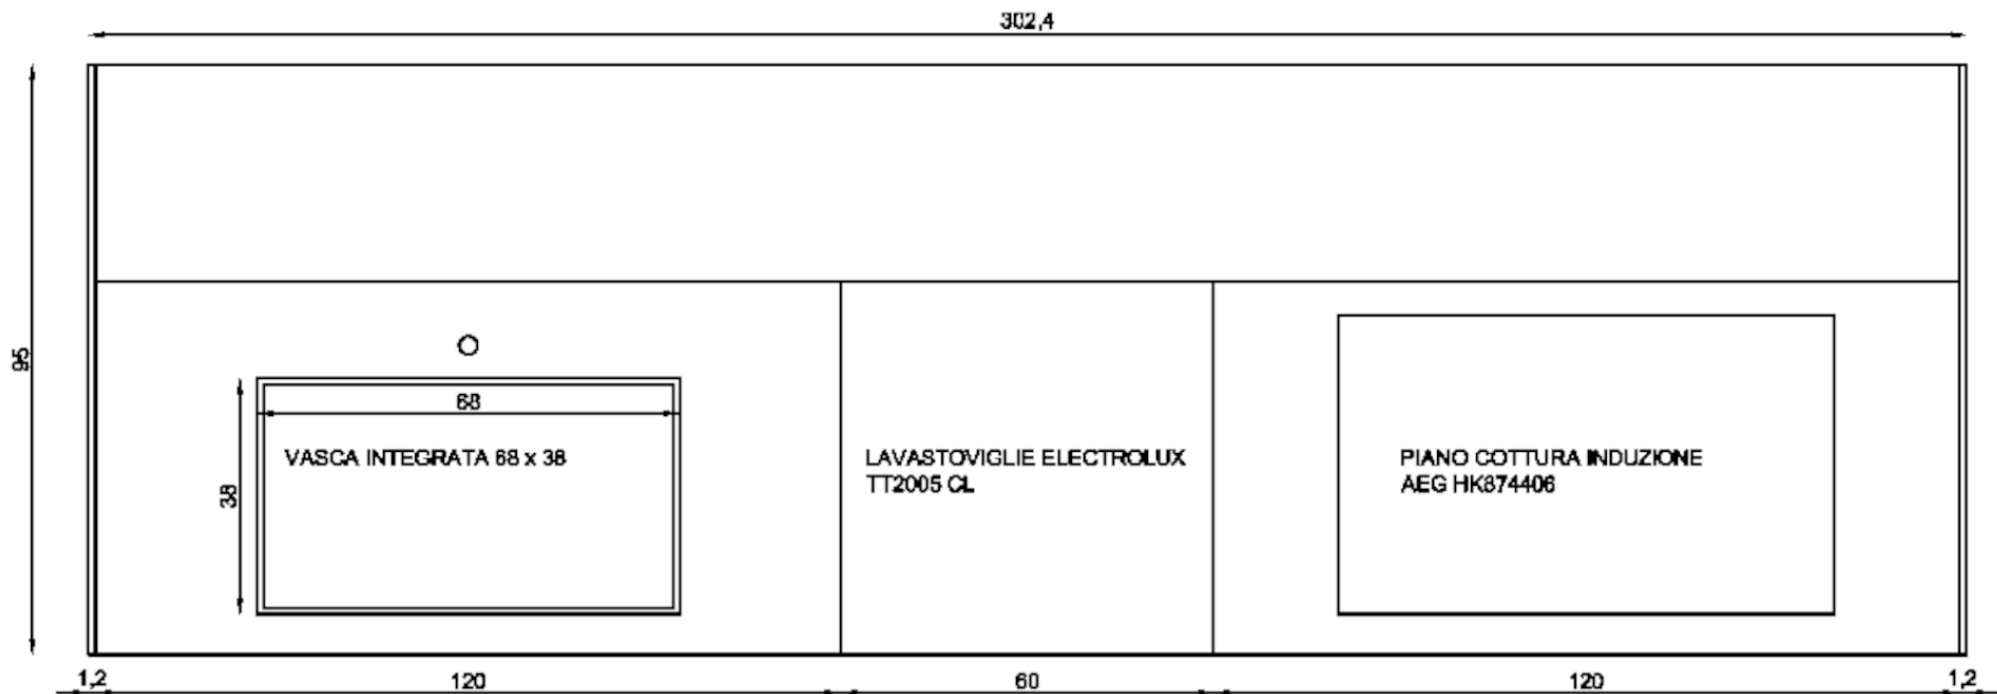 302,4
95
68
VASCA INTEGRATA 68 x 38
38
LAVASTOVIGLIE ELECTROLUX
TT2005 CL
PIANO COTTURA INDUZIONE
AEG HK874406
1,2
120
60
120
1,2